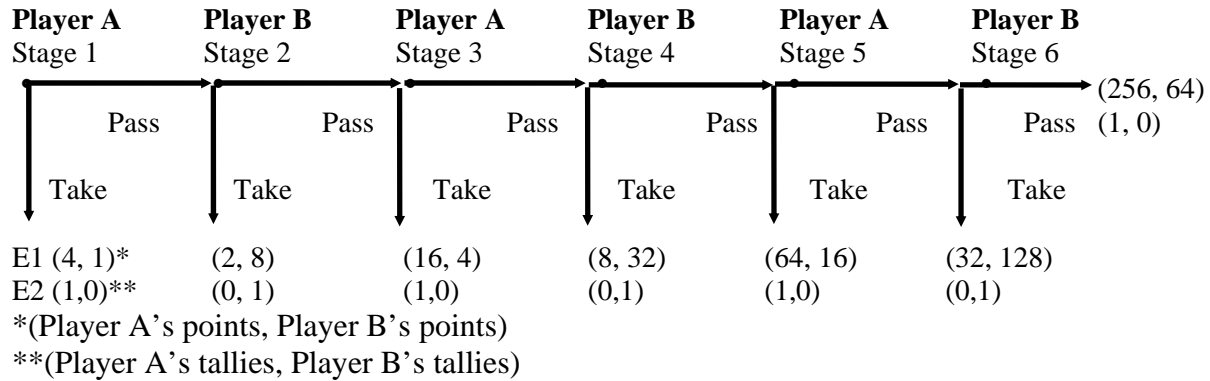 Player A Player B Player A Player B Player A Player B
Stage 1 Stage 2 Stage 3 Stage 4 Stage 5 Stage 6
(256, 64)
Pass Pass Pass Pass Pass Pass (1, 0)
Take Take Take Take Take Take
E1 (4, 1)* (2, 8) (16, 4) (8, 32) (64, 16) (32, 128)
E2 (1,0)** (0, 1) (1,0) (0,1) (1,0) (0,1)
*(Player A’s points, Player B’s points)
**(Player A’s tallies, Player B’s tallies)